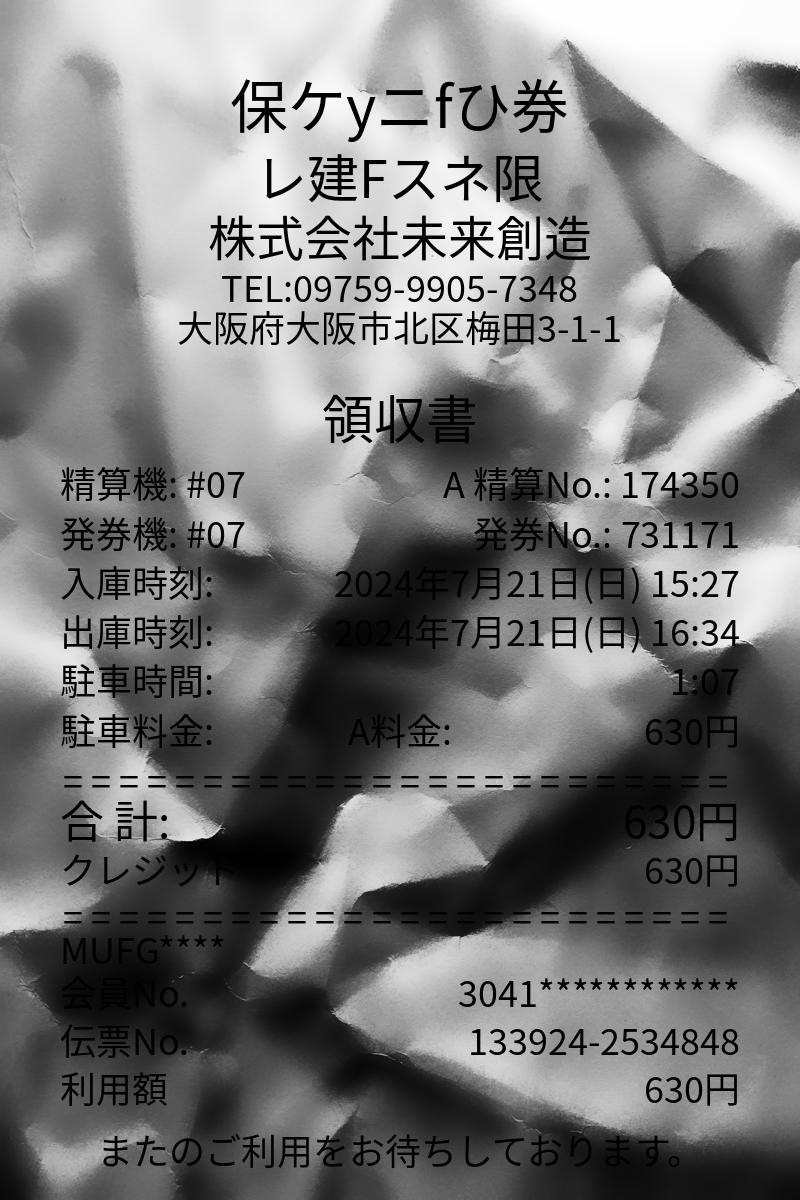 保ケyニfひ券
レ建Fスネ限
株式会社未来創造
TEL:09759-9905-7348
大阪府大阪市北区梅田3-1-1
領収書
精算機: #07 A 精算No.: 174350
発券機: #07 発券No.: 731171
入庫時刻: 2024年7月21日(日) 15:27
出庫時刻: 2024年7月21日(日) 16:34
駐車時間: 1:07
駐車料金: A料金: 630円
========================
合 計: 630円
クレジット 630円
========================
MUFG****
会員No. 3041************
伝票No. 133924-2534848
利用額 630円
またのご利用をお待ちしております。